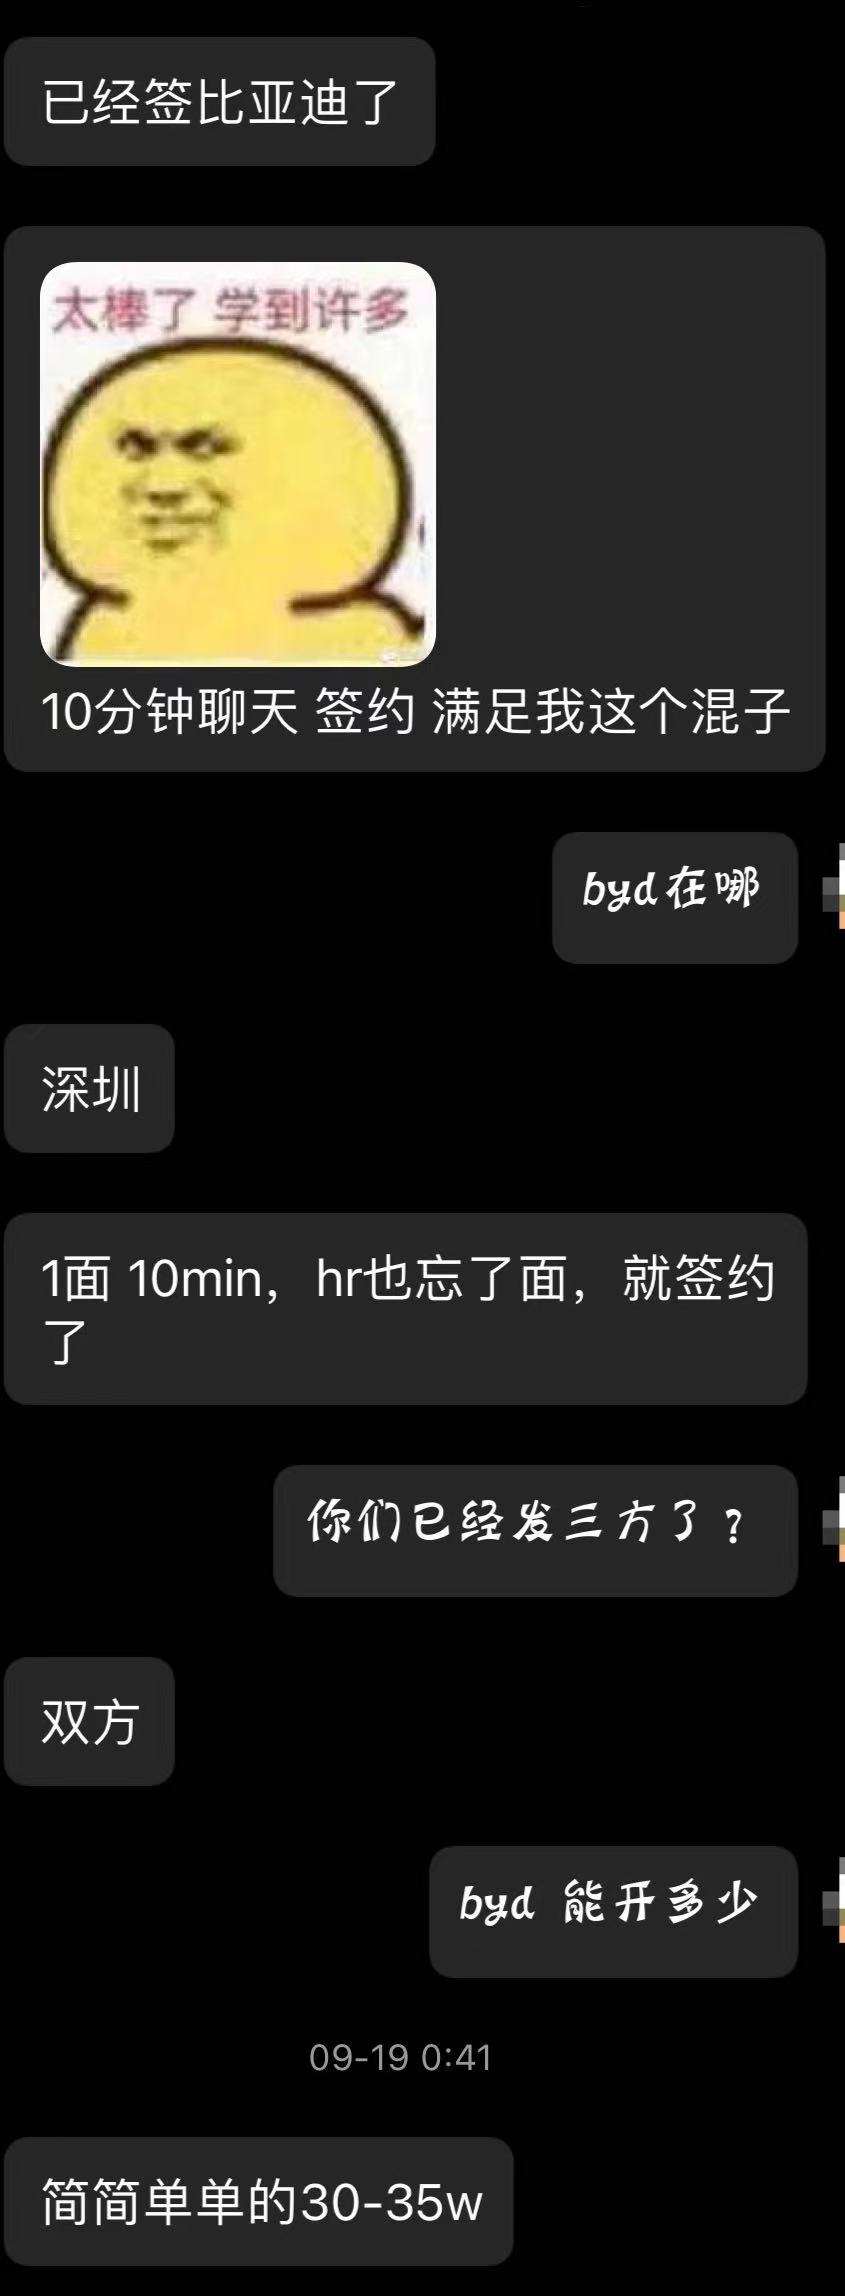 已经签比亚迪了
太棒了 学到许多
10分钟聊天 签约 满足我这个混子
byd在哪
深圳
1面 10min，hr也忘了面，就签约
了
你们已经发三方了？
双方
byd 能开多少
09-19 0:41
简简单单的30-35w